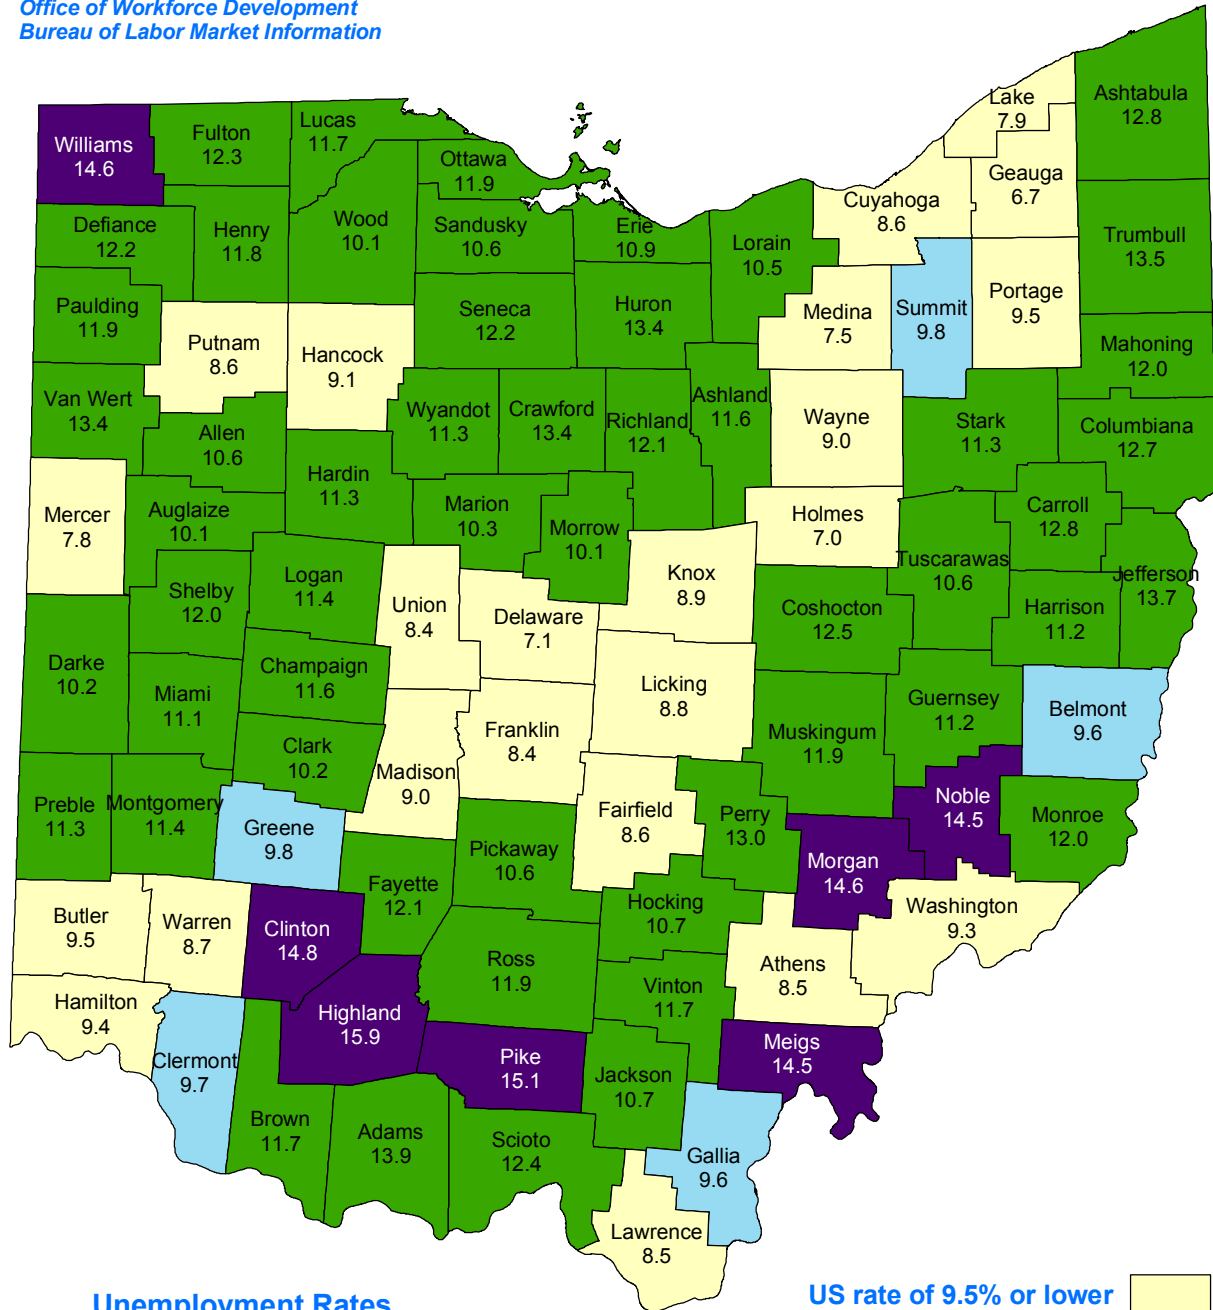 Office of Workforce Development
Bureau of Labor Market Information
Lake
7.9
Ashtabula
12.8
Williams
14.6
Fulton
12.3
Lucas
11.7
Ottawa
11.9
Geauga
6.7
Cuyahoga
8.6
Defiance
12.2
Henry
11.8
Wood
10.1
Sandusky
10.6
Erie
10.9
Lorain
10.5
Trumbull
13.5
Paulding
11.9
Putnam
8.6
Hancock
9.1
Seneca
12.2
Huron
13.4
Medina
7.5
Summit
9.8
Portage
9.5
Mahoning
12.0
Van Wert
13.4
Allen
10.6
Wyandot
11.3
Crawford
13.4
Richland
12.1
Ashland
11.6
Wayne
9.0
Stark
11.3
Columbiana
12.7
Mercer
7.8
Auglaize
10.1
Hardin
11.3
Marion
10.3
Morrow
10.1
Holmes
7.0
Carroll
12.8
Tuscarawas
10.6
Jefferson
13.7
Shelby
12.0
Logan
11.4
Union
8.4
Delaware
7.1
Knox
8.9
Coshocton
12.5
Harrison
11.2
Darke
10.2
Miami
11.1
Champaign
11.6
Licking
8.8
Guernsey
11.2
Belmont
9.6
Clark
10.2
Franklin
8.4
Muskingum
11.9
Madison
9.0
Preble
11.3
Montgomery
11.4
Greene
9.8
Fairfield
8.6
Perry
13.0
Noble
14.5
Monroe
12.0
Pickaway
10.6
Morgan
14.6
Fayette
12.1
Hocking
10.7
Washington
9.3
Butler
9.5
Warren
8.7
Clinton
14.8
Ross
11.9
Athens
8.5
Vinton
11.7
Hamilton
9.4
Highland
15.9
Clermont
9.7
Pike
15.1
Jackson
10.7
Meigs
14.5
Brown
11.7
Adams
13.9
Scioto
12.4
Gallia
9.6
Lawrence
8.5
Unemployment Rates
US rate of 9.5% or lower